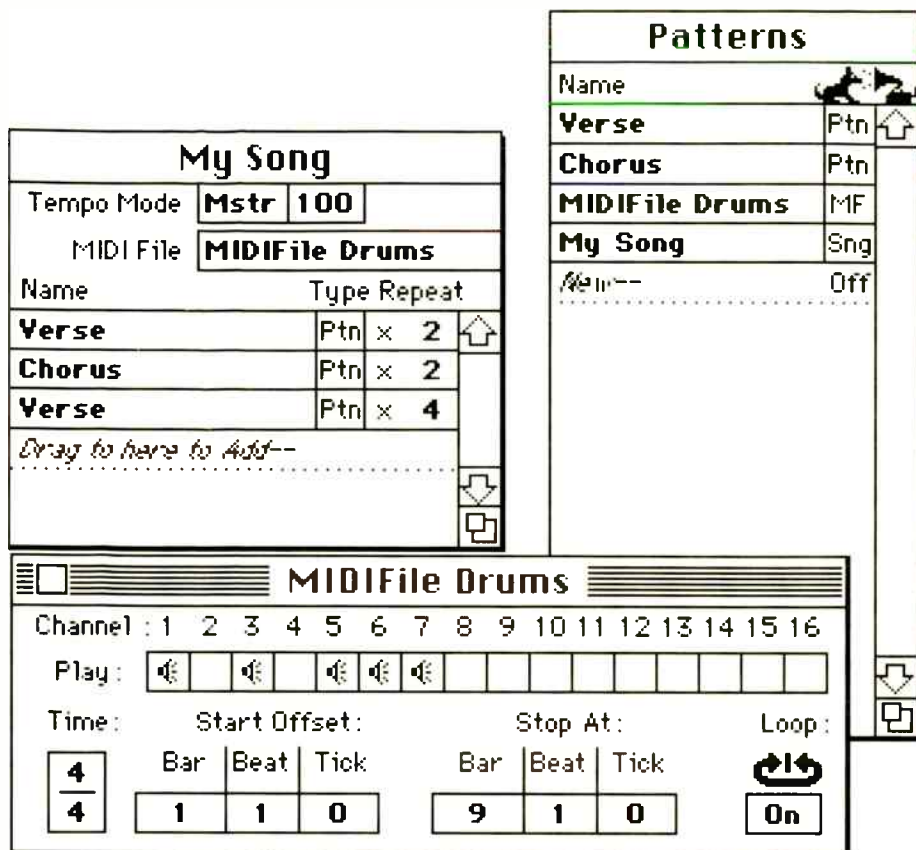 My Song
Tempo Mode Mstr 100
MIDI File MIDIFile Drums
Name Type Repeat
Verse Ptn × 2
Chorus Ptn × 2
Verse Ptn × 4
Drag to here to Add--
Patterns
Name
Verse Ptn
Chorus Ptn
MIDIFile Drums MF
My Song Sng
New-- Off
MIDIFile Drums
Channel : 1 2 3 4 5 6 7 8 9 10 11 12 13 14 15 16
Play :
Time : Start Offset : Stop At : Loop :
Bar Beat Tick Bar Beat Tick
4
4
1 1 0 9 1 0 On